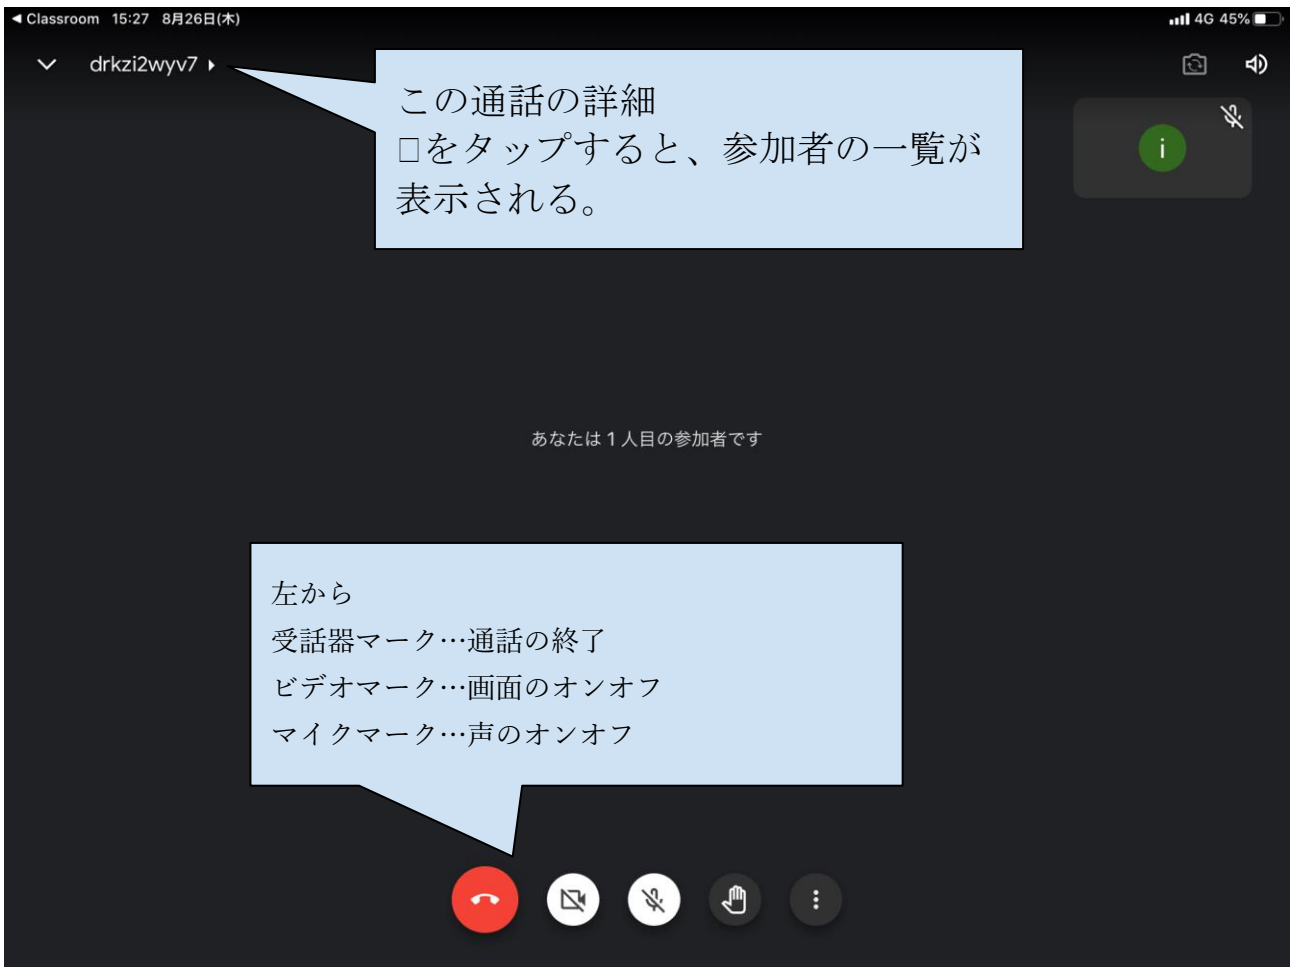 Classroom 15:27 8月26日(木)
4G 45%
drkzi2wyv7
この通話の詳細
□をタップすると、参加者の一覧が
表示される。
i
あなたは 1 人目の参加者です
左から
受話器マーク…通話の終了
ビデオマーク…画面のオンオフ
マイクマーク…声のオンオフ